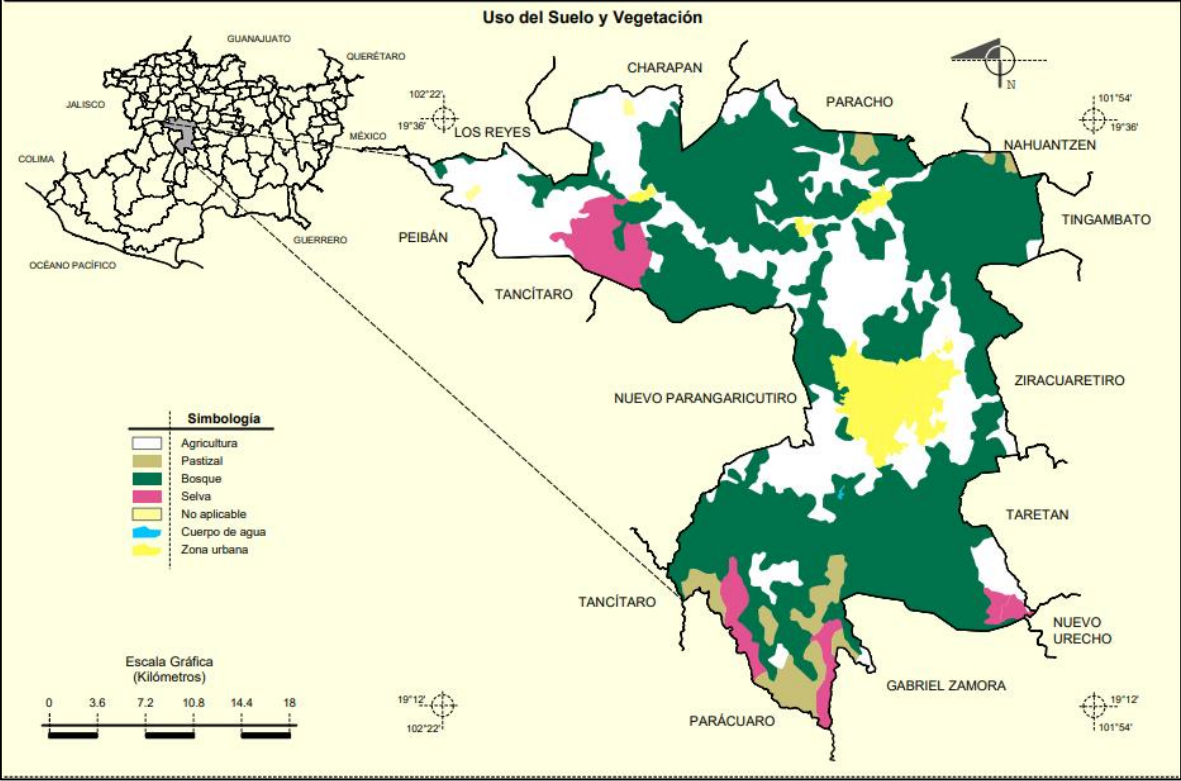 Uso del Suelo y Vegetación
GUANAJUATO
QUERÉTARO
JALISCO
COLIMA
MÉXICO
GUERRERO
OCÉANO PACÍFICO
102°22'
19°36'
CHARAPAN
PARACHO
N
101°54'
19°36'
LOS REYES
NAHUANTZEN
PEIBÁN
TINGAMBATO
TANCÍTARO
NUEVO PARANGARICUTIRO
ZIRACUARETIRO
Simbología
Agricultura
Pastizal
Bosque
Selva
No aplicable
Cuerpo de agua
Zona urbana
TARETAN
TANCÍTARO
NUEVO
URECHO
GABRIEL ZAMORA
PARÁCUARO
Escala Gráfica
(Kilómetros)
0 3.6 7.2 10.8 14.4 18
19°12'
102°22'
19°12'
101°54'